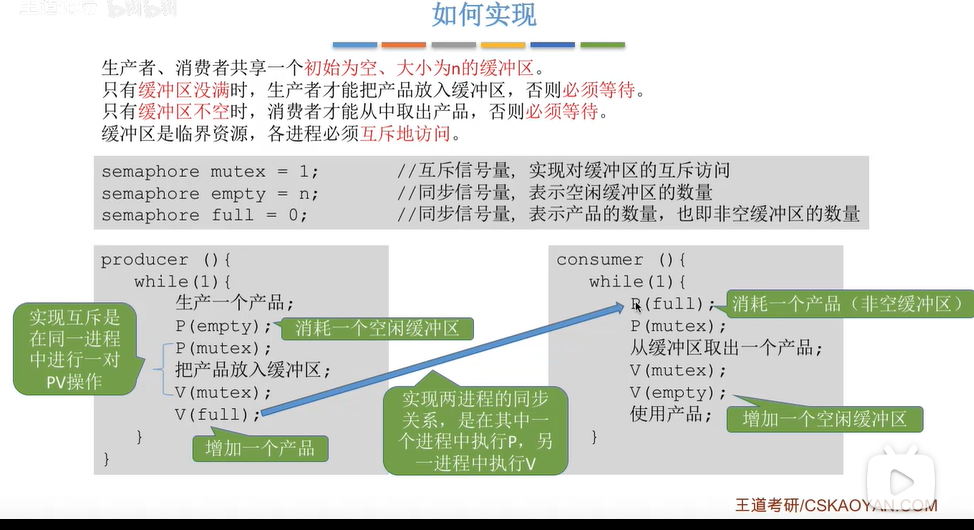 如何实现
生产者、消费者共享一个初始为空、大小为n的缓冲区。
只有缓冲区没满时，生产者才能把产品放入缓冲区，否则必须等待。
只有缓冲区不空时，消费者才能从中取出产品，否则必须等待。
缓冲区是临界资源，各进程必须互斥地访问。
semaphore mutex = 1; //互斥信号量，实现对缓冲区的互斥访问
semaphore empty = n; //同步信号量，表示空闲缓冲区的数量
semaphore full = 0; //同步信号量，表示产品的数量，也即非空缓冲区的数量
producer (){
while(1){
生产一个产品;
P(empty);
P(mutex);
把产品放入缓冲区;
V(mutex);
V(full);
}
}
消耗一个空闲缓冲区
实现互斥是
在同一进程
中进行一对
PV操作
增加一个产品
实现两进程的同步
关系，是在其中一
个进程中执行P，另
一进程中执行V
consumer (){
while(1){
P(full);
P(mutex);
从缓冲区取出一个产品;
V(mutex);
V(empty);
使用产品;
}
}
消耗一个产品（非空缓冲区）
增加一个空闲缓冲区
王道考研/CSKAOYAN.COM